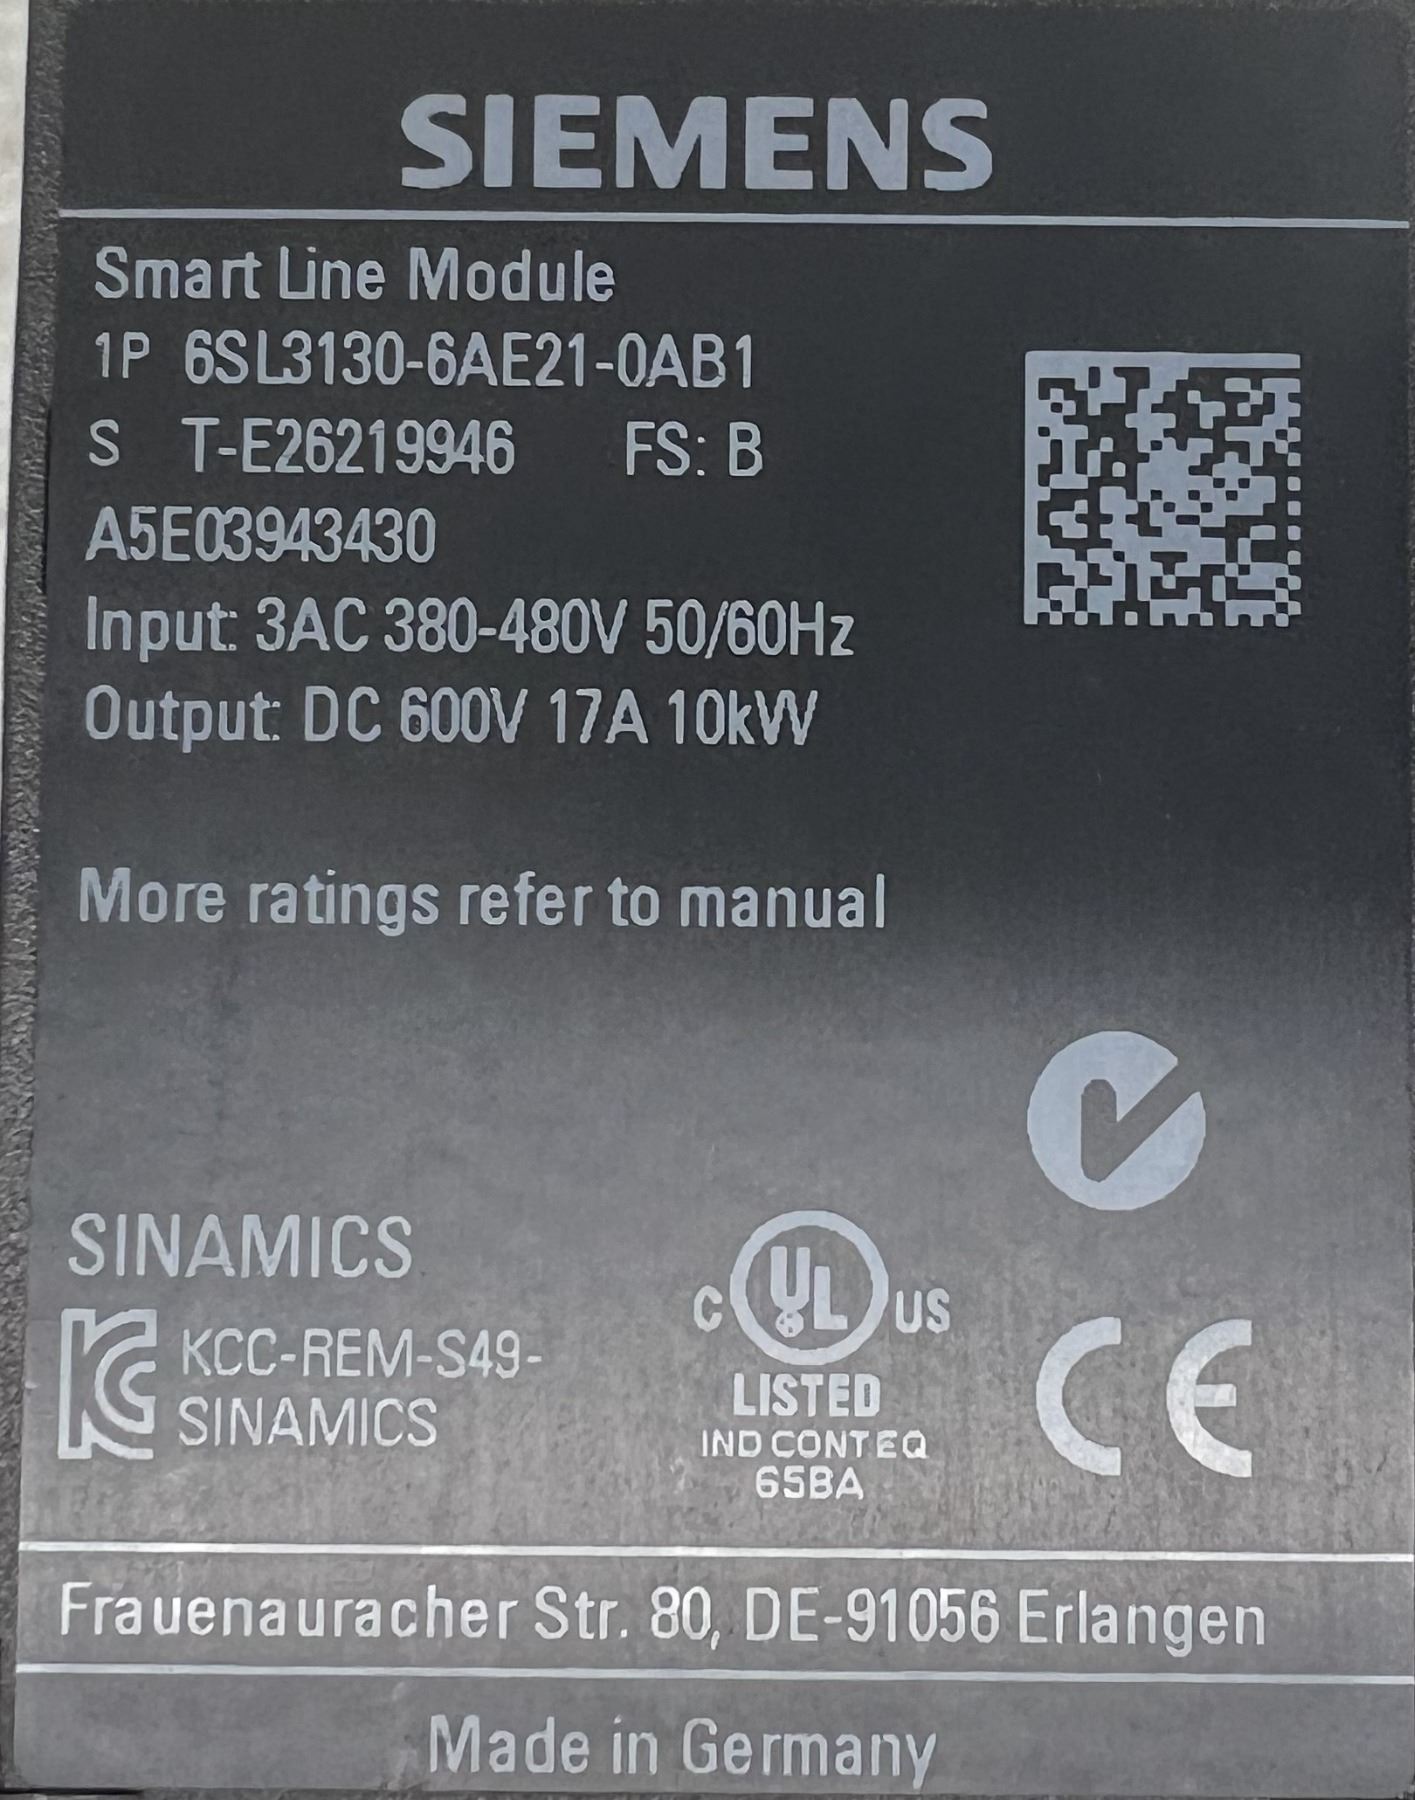 SIEMENS
Smart Line Module
1P 6SL3130-6AE21-0AB1
S T-E26219946 FS: B
A5E03943430
Input: 3AC 380-480V 50/60Hz
Output: DC 600V 17A 10kW
More ratings refer to manual
SINAMICS
KCC-REM-S49-
SINAMICS
C UL US
LISTED
IND CONT EQ
65BA
CE
Frauenauracher Str. 80, DE-91056 Erlangen
Made in Germany